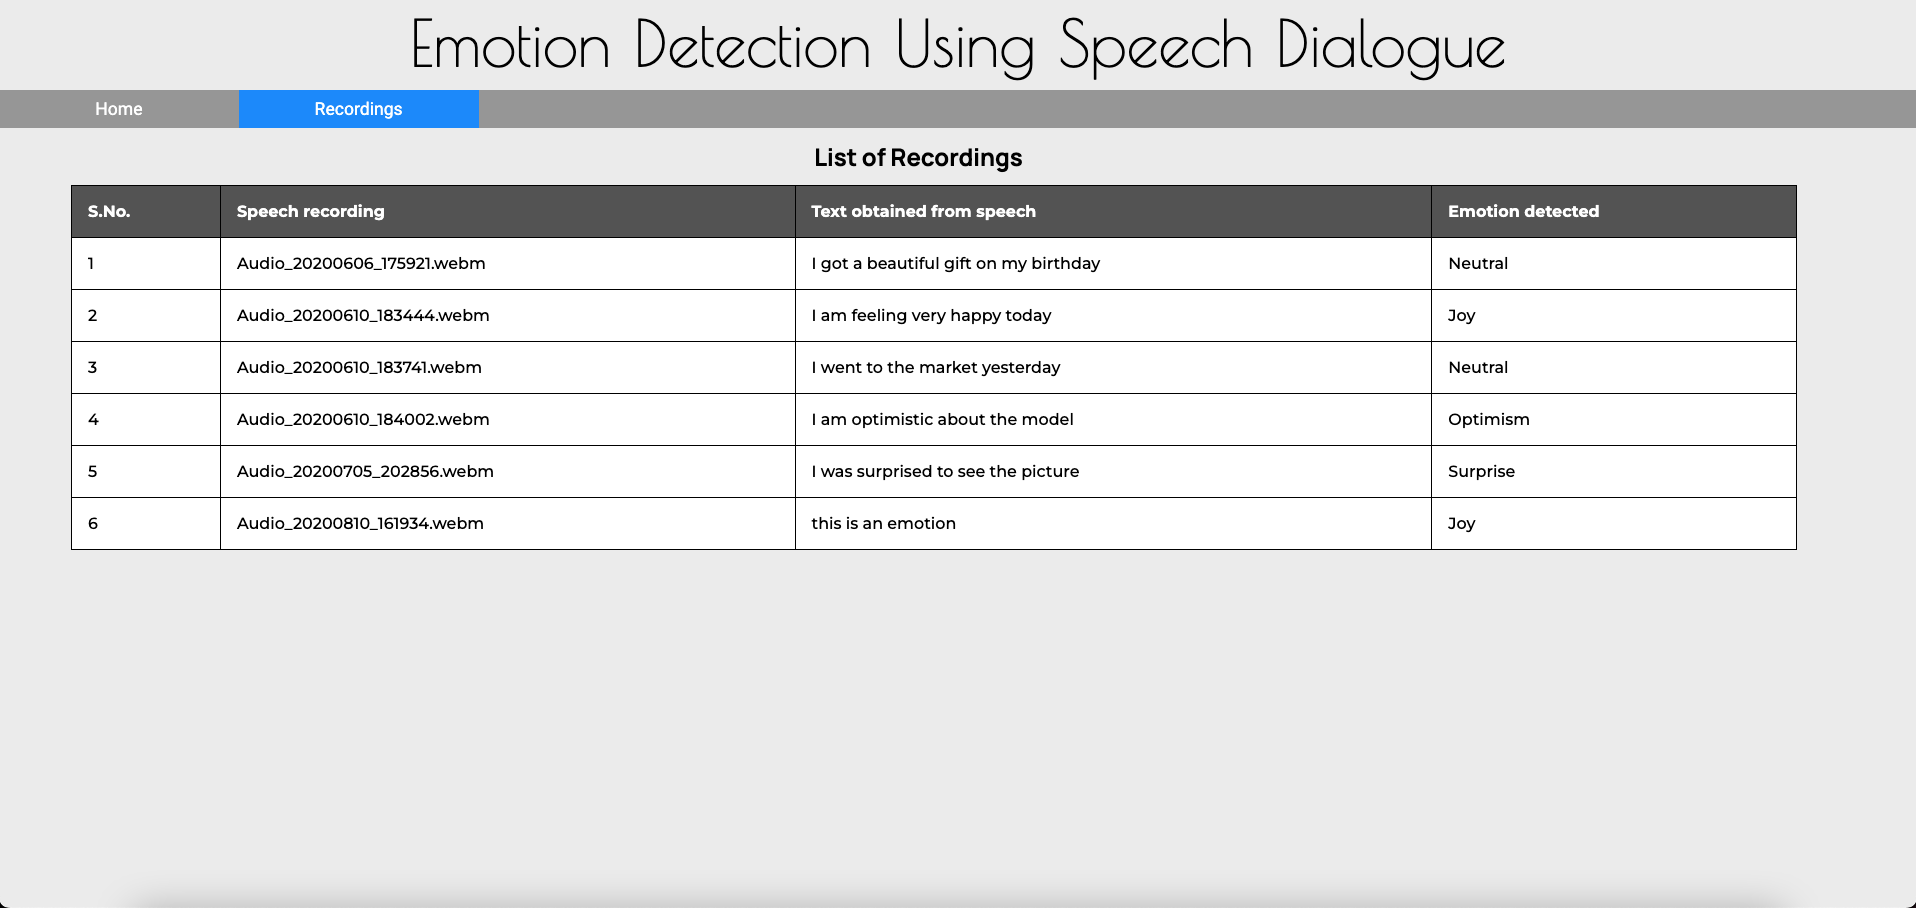 Emotion Detection Using Speech Dialogue
Home Recordings
List of Recordings
S.No. Speech recording Text obtained from speech Emotion detected
1 Audio_20200606_175921.webm I got a beautiful gift on my birthday Neutral
2 Audio_20200610_183444.webm I am feeling very happy today Joy
3 Audio_20200610_183741.webm I went to the market yesterday Neutral
4 Audio_20200610_184002.webm I am optimistic about the model Optimism
5 Audio_20200705_202856.webm I was surprised to see the picture Surprise
6 Audio_20200810_161934.webm this is an emotion Joy